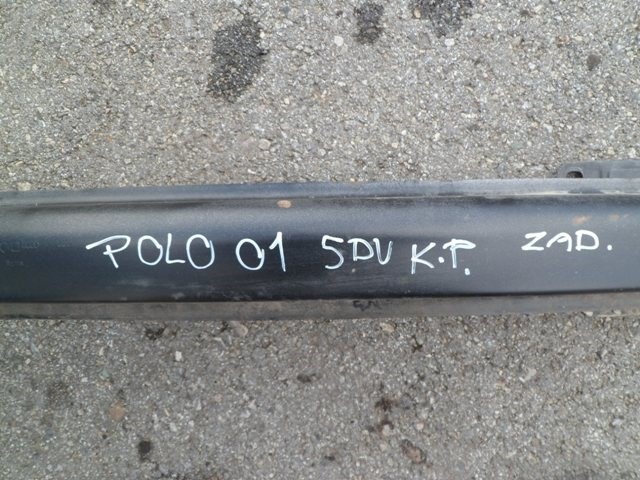 POLO 01 5DV K.P. ZAD.